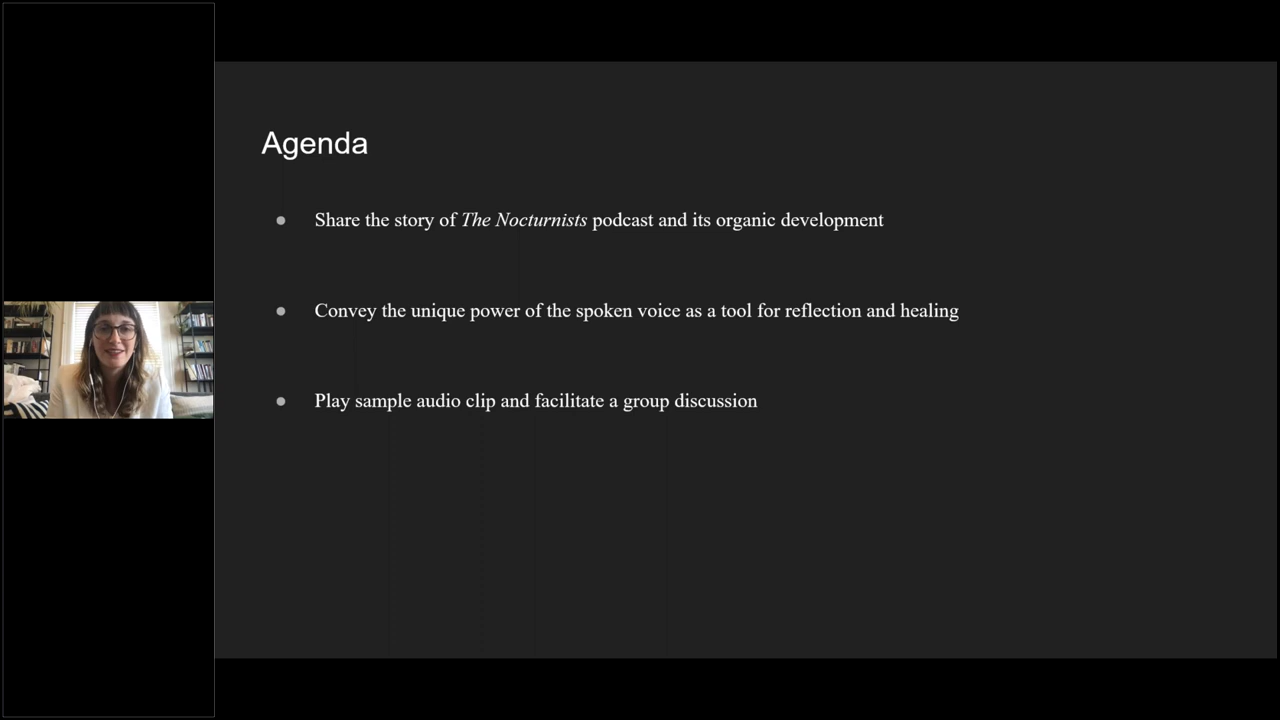 Agenda
● Share the story of The Nocturnists podcast and its organic development
● Convey the unique power of the spoken voice as a tool for reflection and healing
● Play sample audio clip and facilitate a group discussion